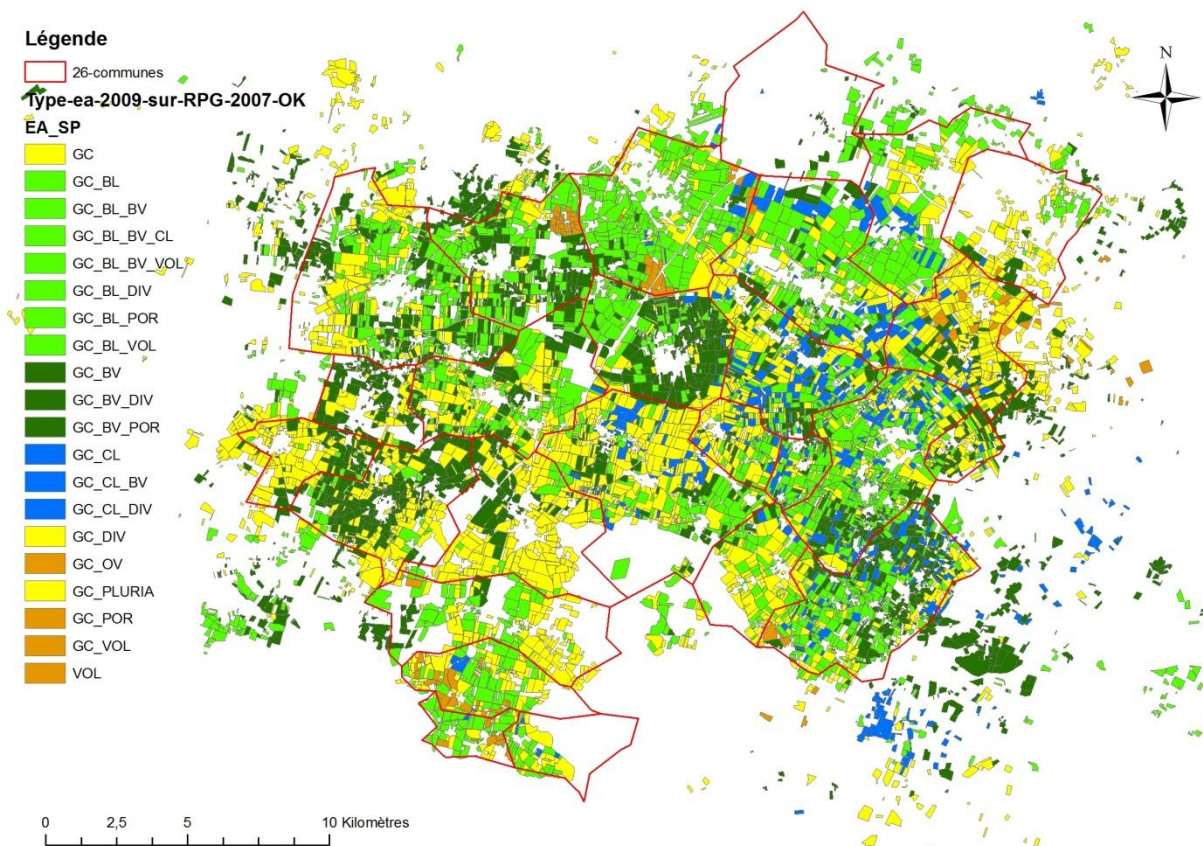 Légende
26-communes
Type-ea-2009-sur-RPG-2007-OK
EA_SP
GC
GC_BL
GC_BL_BV
GC_BL_BV_CL
GC_BL_BV_VOL
GC_BL_DIV
GC_BL_POR
GC_BL_VOL
GC_BV
GC_BV_DIV
GC_BV_POR
GC_CL
GC_CL_BV
GC_CL_DIV
GC_DIV
GC_OV
GC_PLURIA
GC_POR
GC_VOL
VOL
N
0 2,5 5 10 Kilomètres